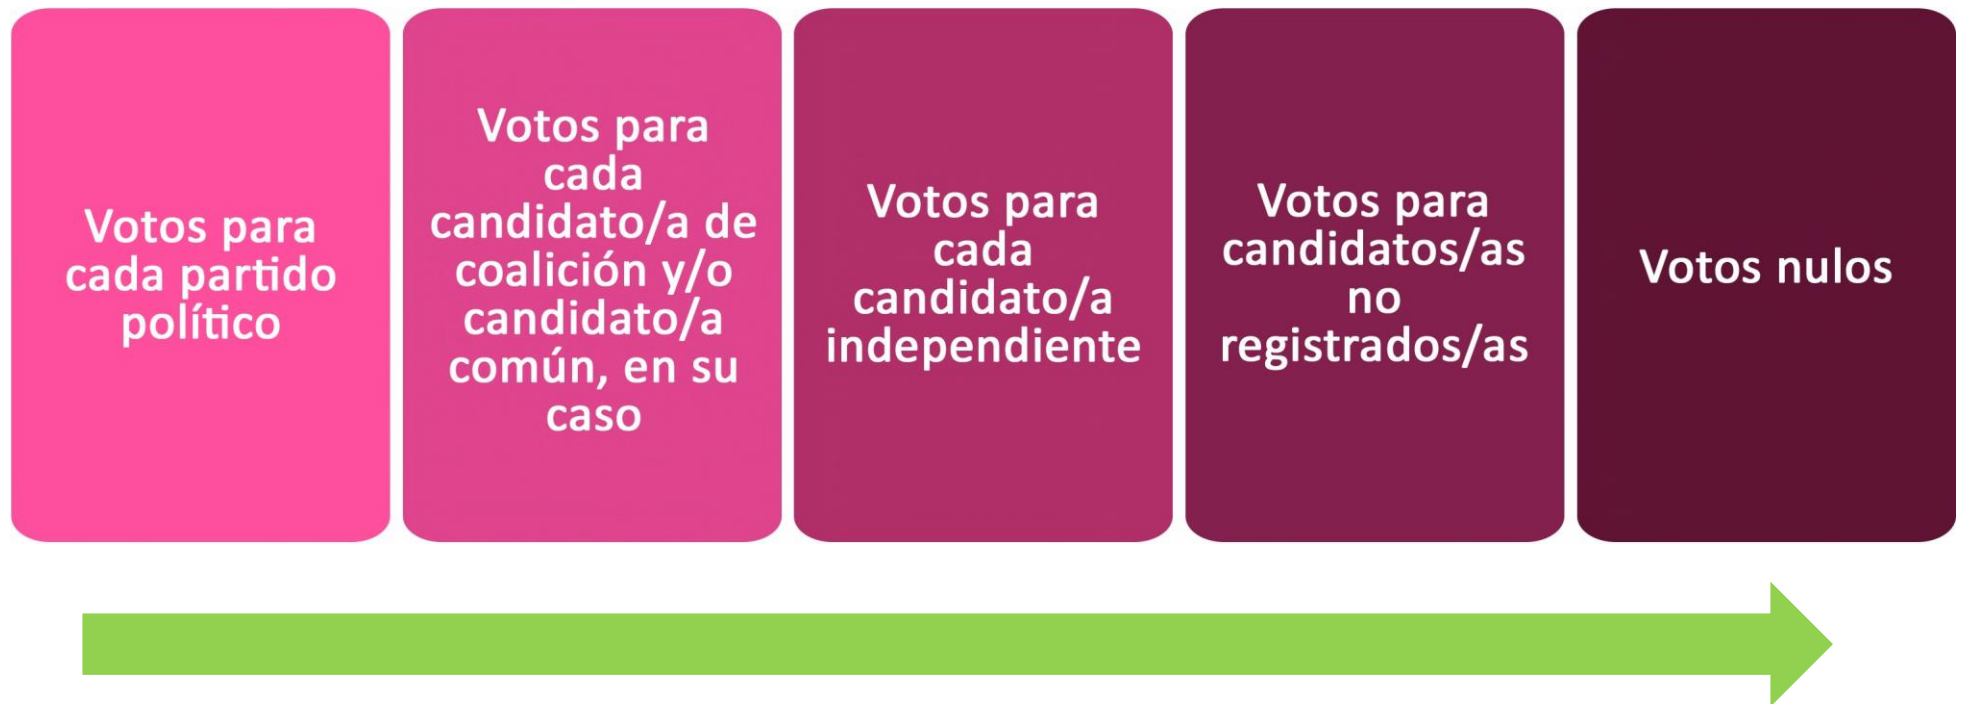 Votos para
cada partido
político
Votos para
cada
candidato/a de
coalición y/o
candidato/a
común, en su
caso
Votos para
cada
candidato/a
independiente
Votos para
candidatos/as
no
registrados/as
Votos nulos